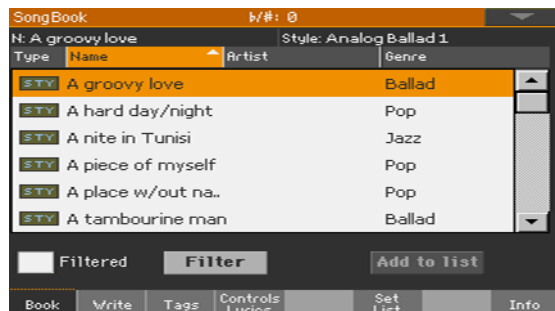 SongBook ♭/#: 0
N: A groovy love Style: Analog Ballad 1
Type Name Artist Genre
STY A groovy love Ballad
STY A hard day/night Pop
STY A nite in Tunisi Jazz
STY A piece of myself Pop
STY A place w/out na.. Pop
STY A tambourine man Ballad
Filtered Filter Add to list
Book Write Tags Controls Lyrics Set List Info